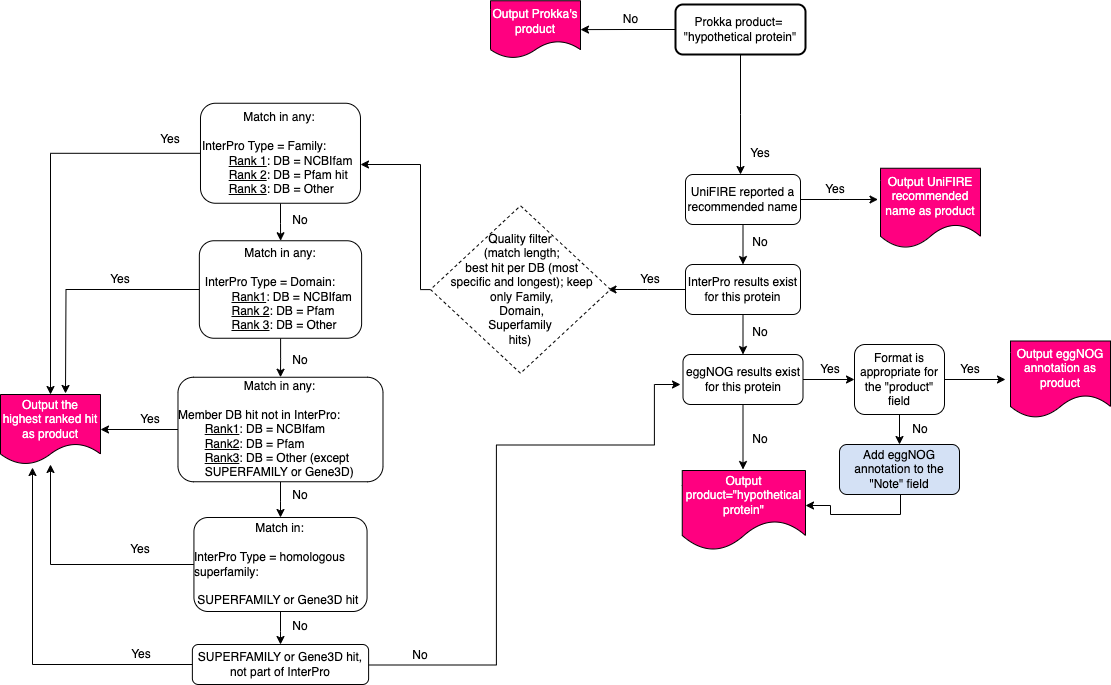 Output Prokka's
product
No
Prokka product=
"hypothetical protein"
Yes
UniFIRE reported a
recommended name
Yes
Output UniFIRE
recommended
name as product
No
InterPro results exist
for this protein
Yes
Quality filter
(match length;
best hit per DB (most
specific and longest); keep
only Family,
Domain,
Superfamily
hits)
No
eggNOG results exist
for this protein
Yes
Format is
appropriate for
the "product"
field
Yes
Output eggNOG
annotation as
product
No
Add eggNOG
annotation to the
"Note" field
No
Output
product="hypothetical
protein"
Match in any:
InterPro Type = Family:
Rank 1: DB = NCBIfam
Rank 2: DB = Pfam hit
Rank 3: DB = Other
Yes
No
Match in any:
InterPro Type = Domain:
Rank1: DB = NCBIfam
Rank 2: DB = Pfam
Rank 3: DB = Other
Yes
No
Match in any:
Member DB hit not in InterPro:
Rank1: DB = NCBIfam
Rank2: DB = Pfam
Rank3: DB = Other (except
SUPERFAMILY or Gene3D)
Yes
Output the
highest ranked hit
as product
No
Match in:
InterPro Type = homologous
superfamily:
SUPERFAMILY or Gene3D hit
Yes
No
SUPERFAMILY or Gene3D hit,
not part of InterPro
Yes
No